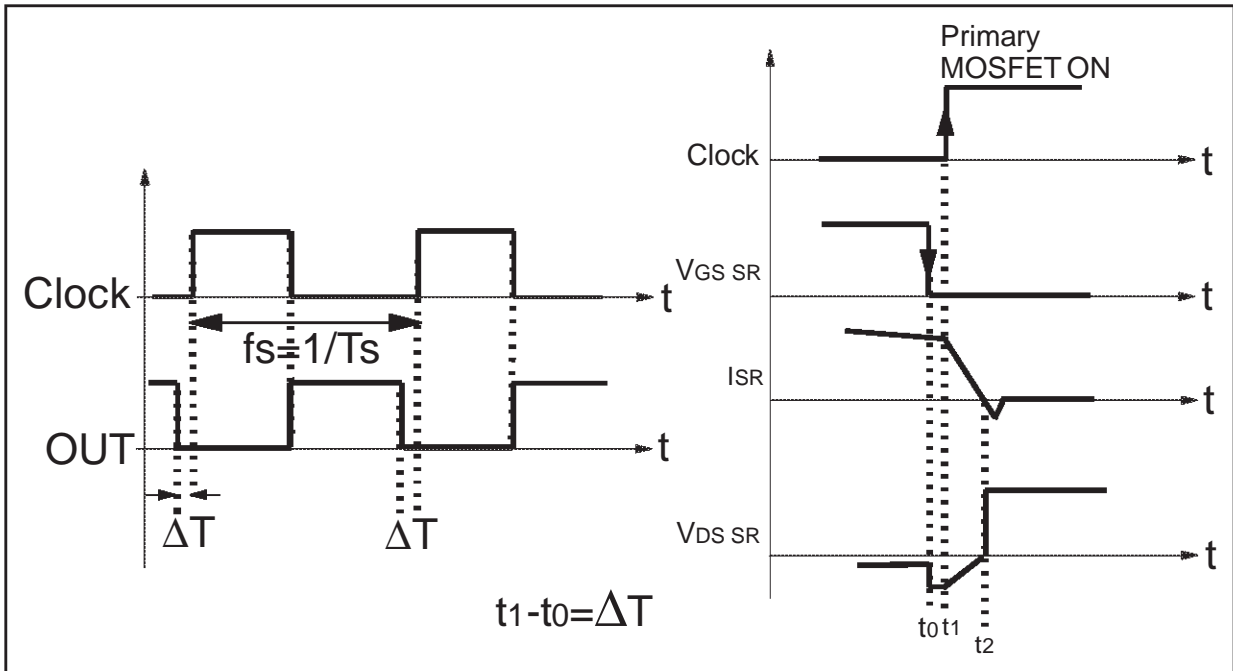 Clock
t
fs=1/Ts
OUT
t
ΔT
ΔT
t1-t0=ΔT
Primary
MOSFET ON
Clock
t
VGS SR
t
ISR
t
VDS SR
t
t0 t1
t2